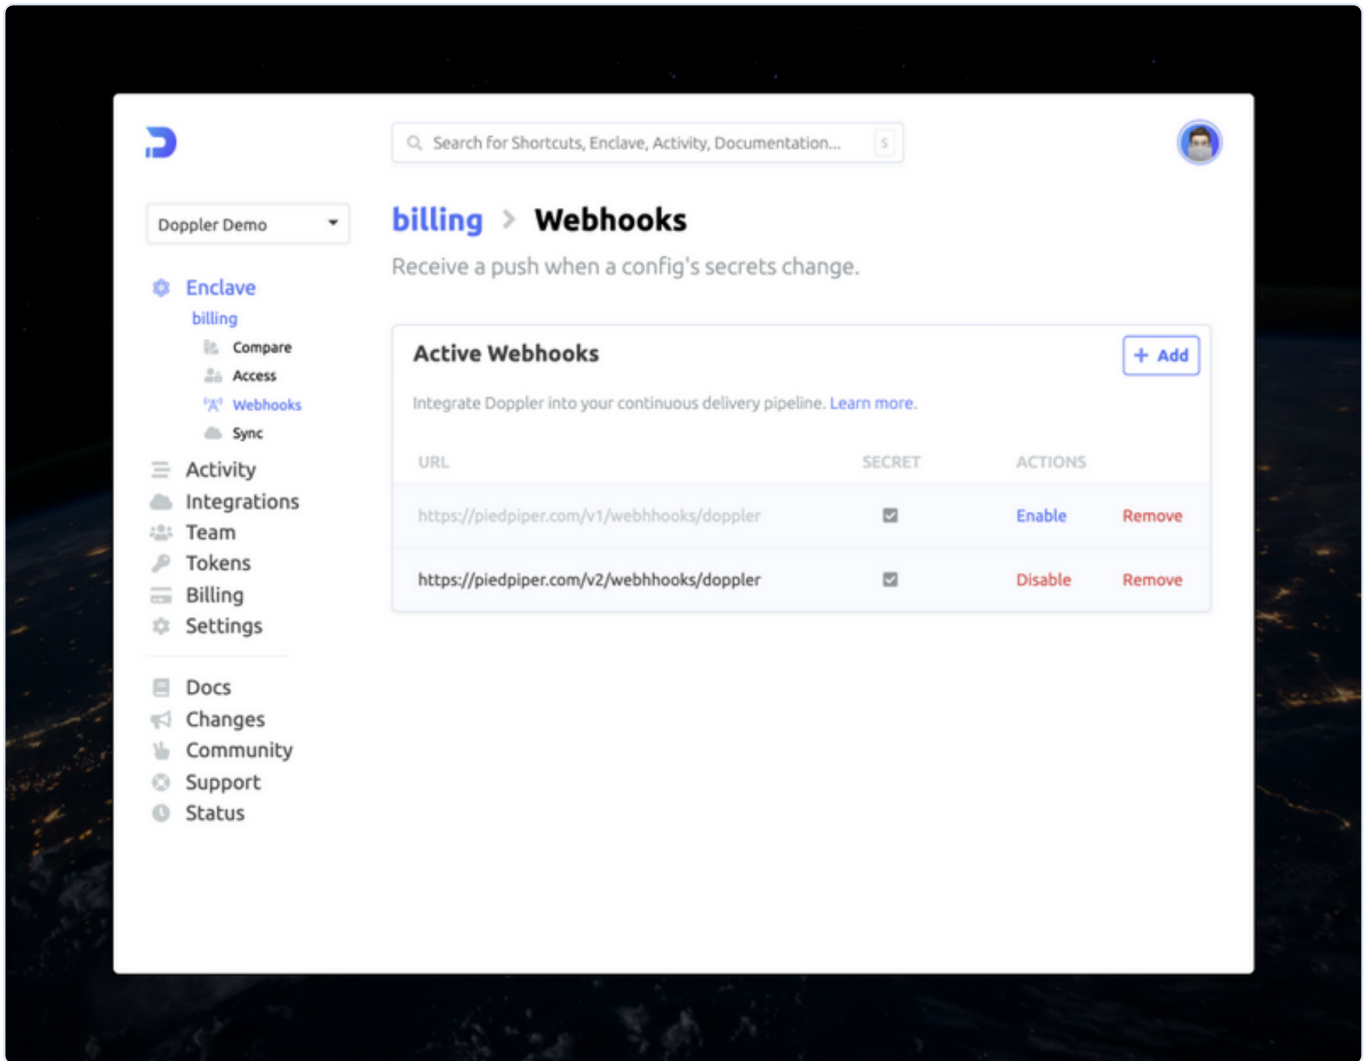 Search for Shortcuts, Enclave, Activity, Documentation... S
Doppler Demo
billing > Webhooks
Receive a push when a config's secrets change.
Enclave
billing
Compare
Access
Webhooks
Sync
Activity
Integrations
Team
Tokens
Billing
Settings
Docs
Changes
Community
Support
Status
Active Webhooks
+ Add
Integrate Doppler into your continuous delivery pipeline. Learn more.
URL SECRET ACTIONS
https://piedpiper.com/v1/webhhooks/doppler Enable Remove
https://piedpiper.com/v2/webhhooks/doppler Disable Remove